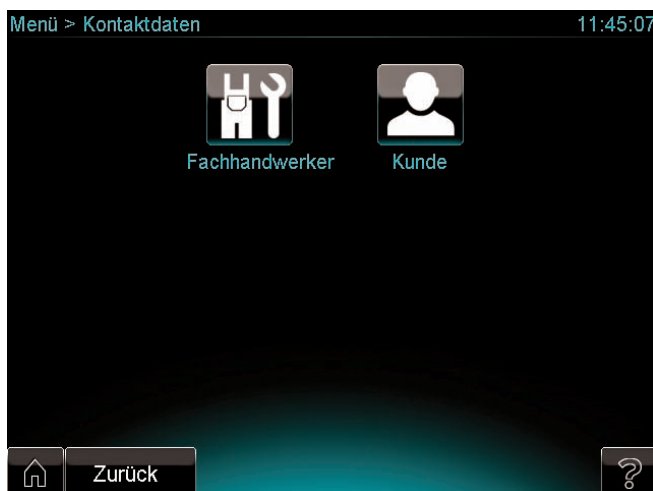 Menü > Kontaktdaten 11:45:07
Fachhandwerker Kunde
Zurück ?